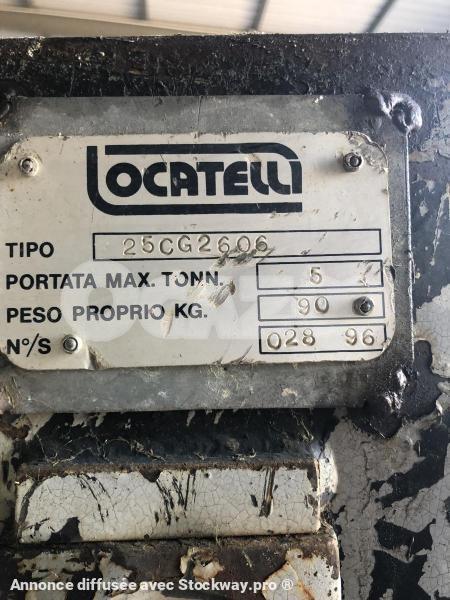 LOCATELLI
TIPO 25CG2606
PORTATA MAX. TONN. 5
PESO PROPRIO KG. 90
N°/S 028 96
Annonce diffusée avec Stockway.pro ®